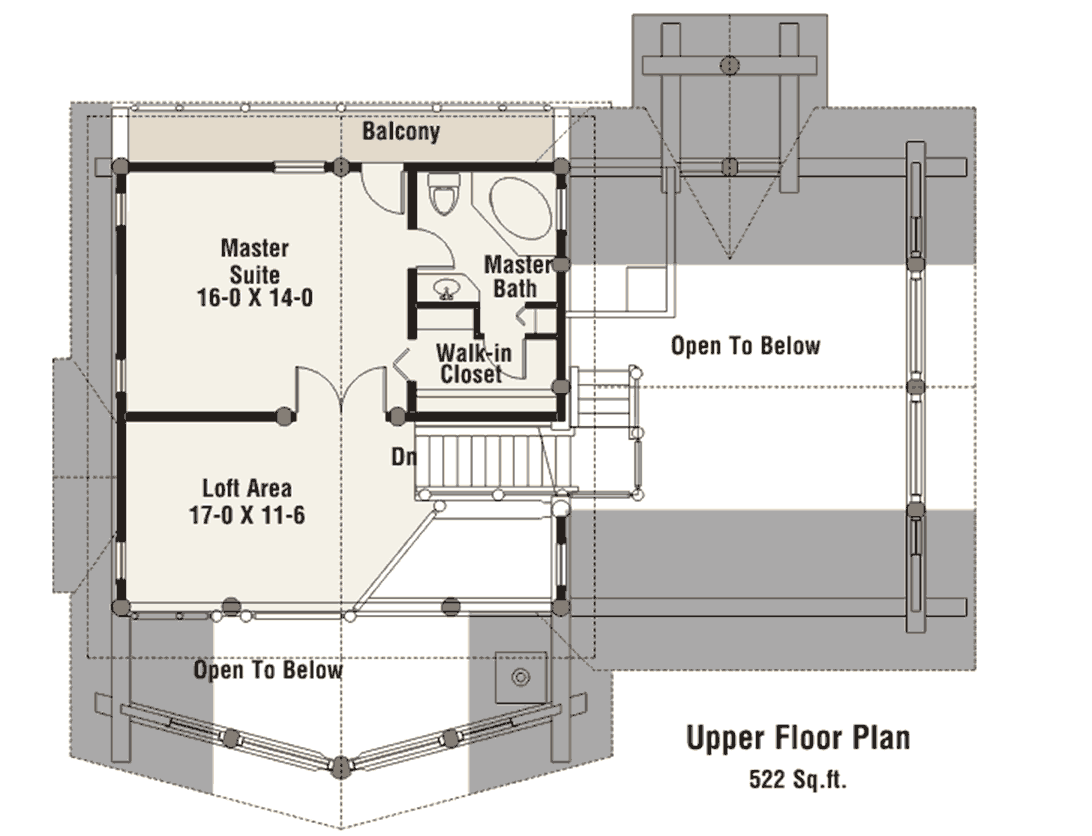 Balcony
Master
Suite
16-0 X 14-0
Master
Bath
Walk-in
Closet
Open To Below
Dn
Loft Area
17-0 X 11-6
Open To Below
Upper Floor Plan
522 Sq.ft.